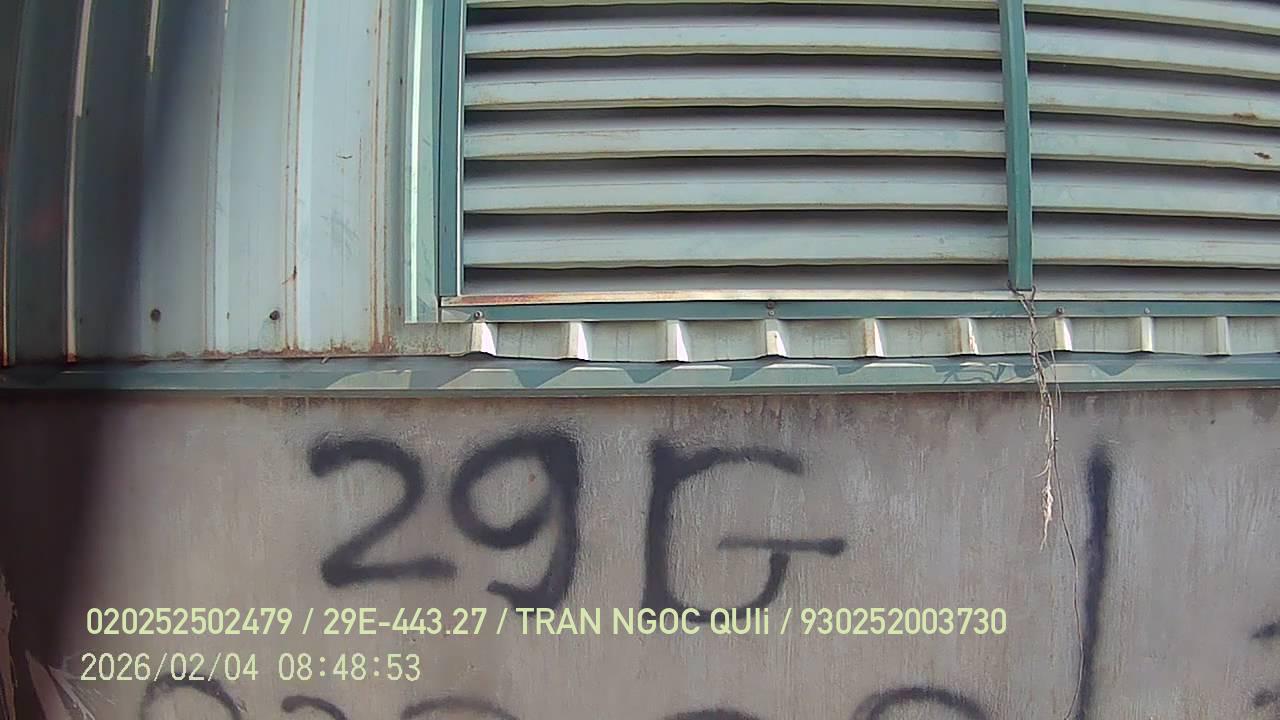 29G
020252502479 / 29E-443.27 / TRAN NGOC QUIi / 930252003730
2026/02/04 08:48:53